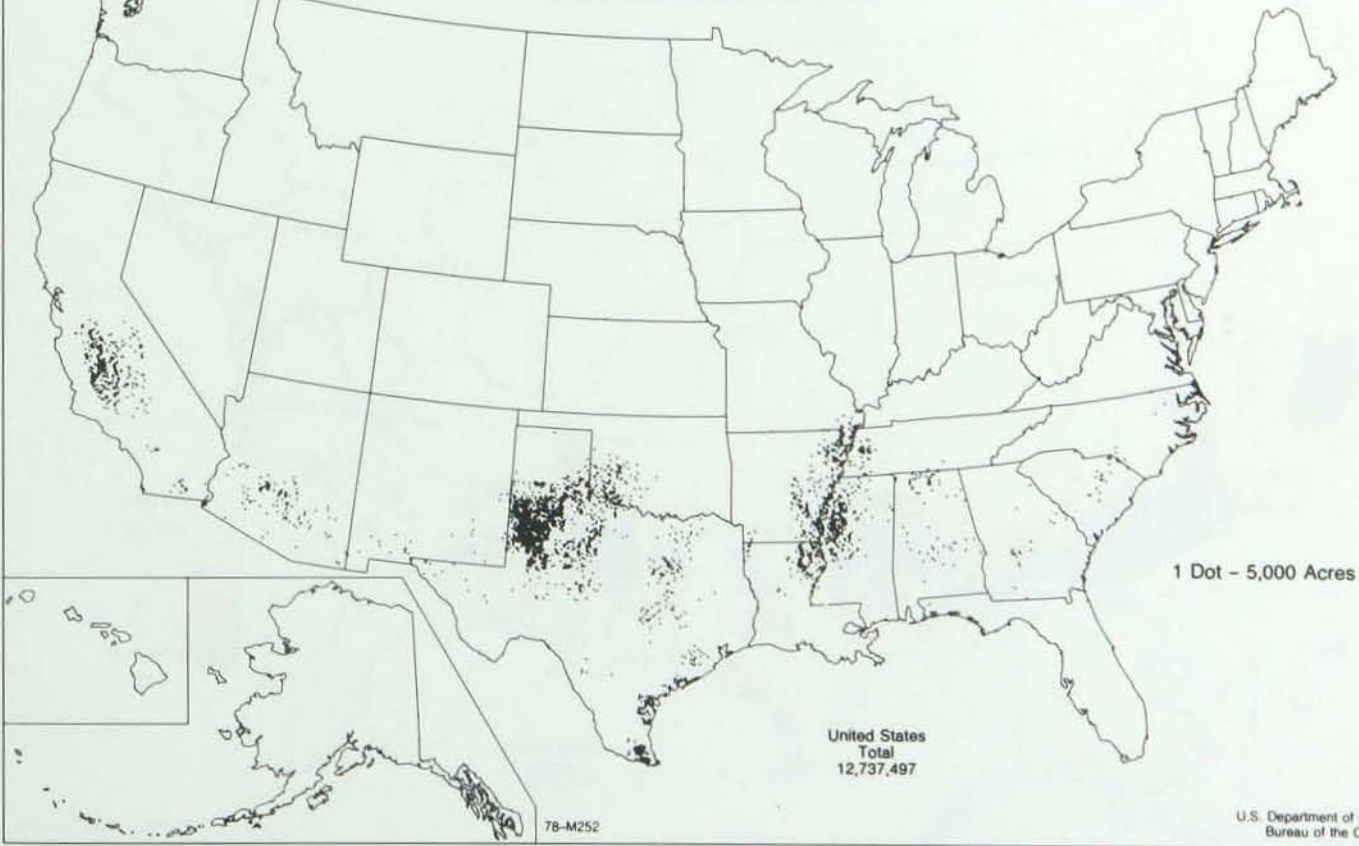 1 Dot – 5,000 Acres
United States
Total
12,737,497
78–M252
U.S. Department of
Bureau of the